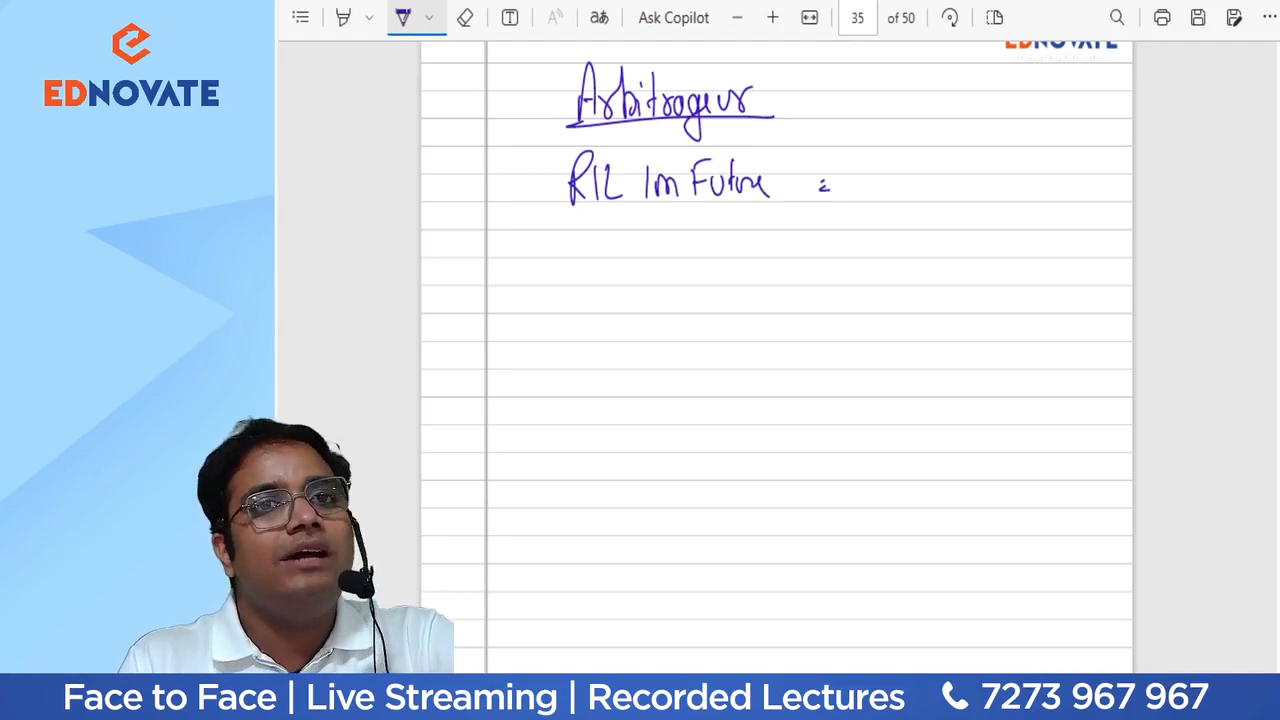 Ask Copilot
35
of 50
EDNOVATE
EDNOVATE
Arbitrageur
RIL 1m Future =
Face to Face | Live Streaming | Recorded Lectures 7273 967 967